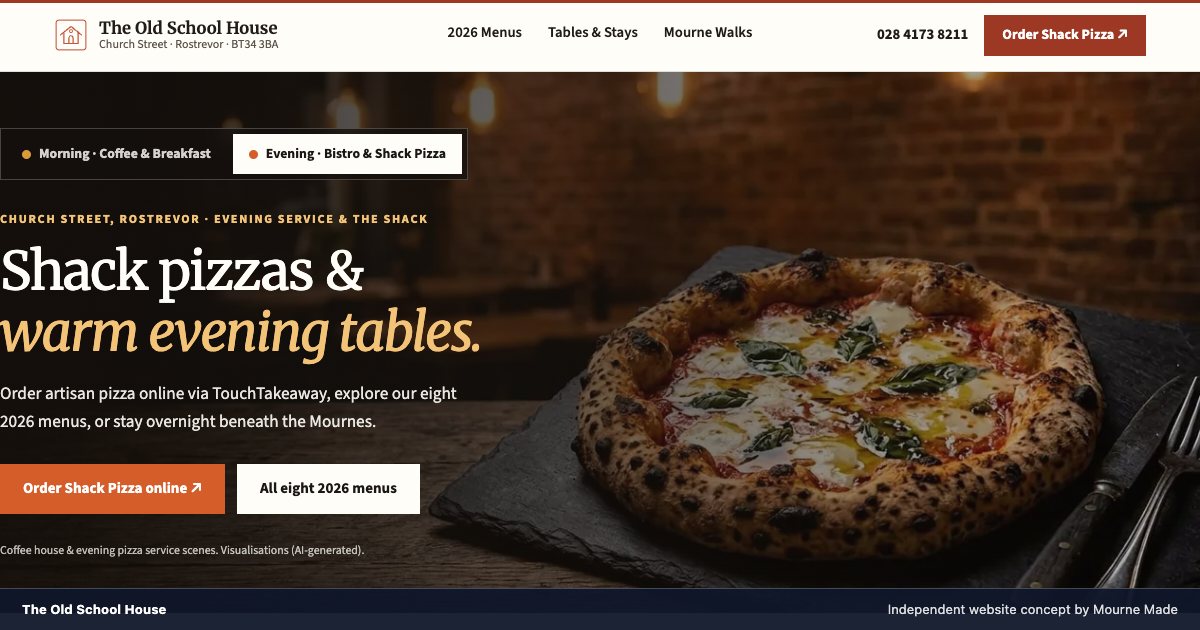 The Old School House
Church Street · Rostrevor · BT34 3BA
2026 Menus
Tables & Stays
Mourne Walks
028 4173 8211
Order Shack Pizza ↗
Morning · Coffee & Breakfast
Evening · Bistro & Shack Pizza
CHURCH STREET, ROSTREVOR · EVENING SERVICE & THE SHACK
Shack pizzas &
warm evening tables.
Order artisan pizza online via TouchTakeaway, explore our eight
2026 menus, or stay overnight beneath the Mournes.
Order Shack Pizza online ↗
All eight 2026 menus
Coffee house & evening pizza service scenes. Visualisations (AI-generated).
The Old School House
Independent website concept by Mourne Made